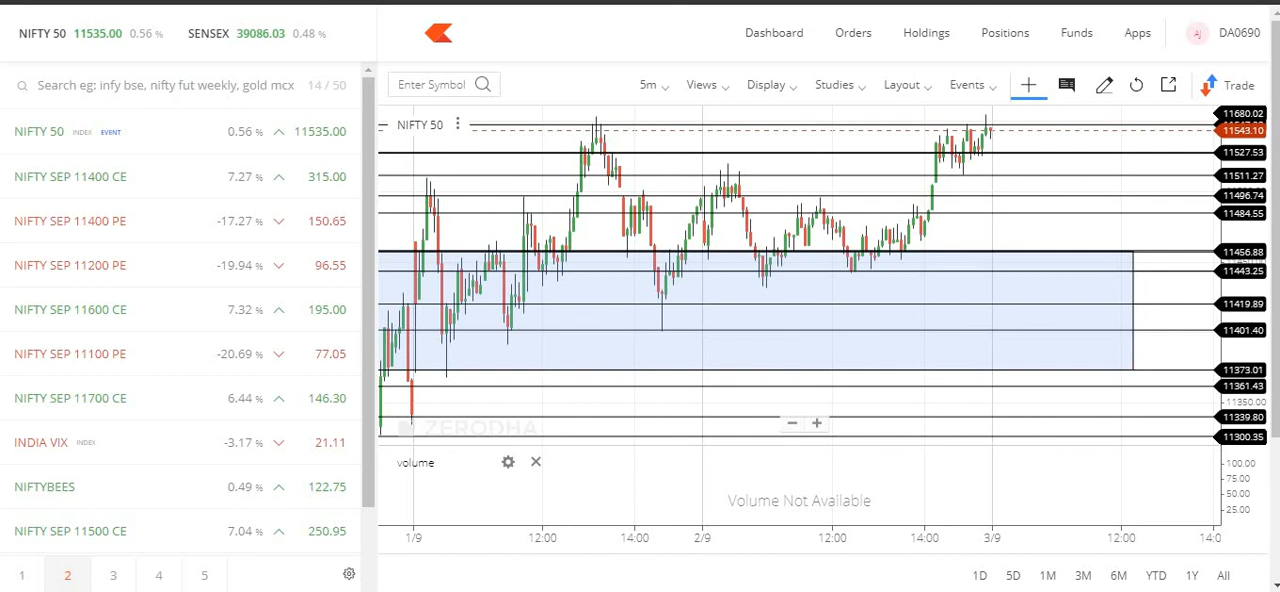 NIFTY 50 11535.00 0.56 % SENSEX 39086.03 0.48 %
Dashboard Orders Holdings Positions Funds Apps AJ DA0690
Search eg: infy bse, nifty fut weekly, gold mcx 14 / 50
Enter Symbol 5m Views Display Studies Layout Events Trade
NIFTY 50 INDEX EVENT 0.56 % 11535.00
NIFTY SEP 11400 CE 7.27 % 315.00
NIFTY SEP 11400 PE -17.27 % 150.65
NIFTY SEP 11200 PE -19.94 % 96.55
NIFTY SEP 11600 CE 7.32 % 195.00
NIFTY SEP 11100 PE -20.69 % 77.05
NIFTY SEP 11700 CE 6.44 % 146.30
INDIA VIX INDEX -3.17 % 21.11
NIFTYBEES 0.49 % 122.75
NIFTY SEP 11500 CE 7.04 % 250.95
1 2 3 4 5
NIFTY 50
11680.02
11543.10
11527.53
11511.27
11496.74
11484.55
11456.88
11443.25
11419.89
11401.40
11373.01
11361.43
11350.00
11339.80
11300.35
ZERODHA
volume
Volume Not Available
100.00
75.00
50.00
25.00
1/9 12:00 14:00 2/9 12:00 14:00 3/9 12:00 14:0
1D 5D 1M 3M 6M YTD 1Y All